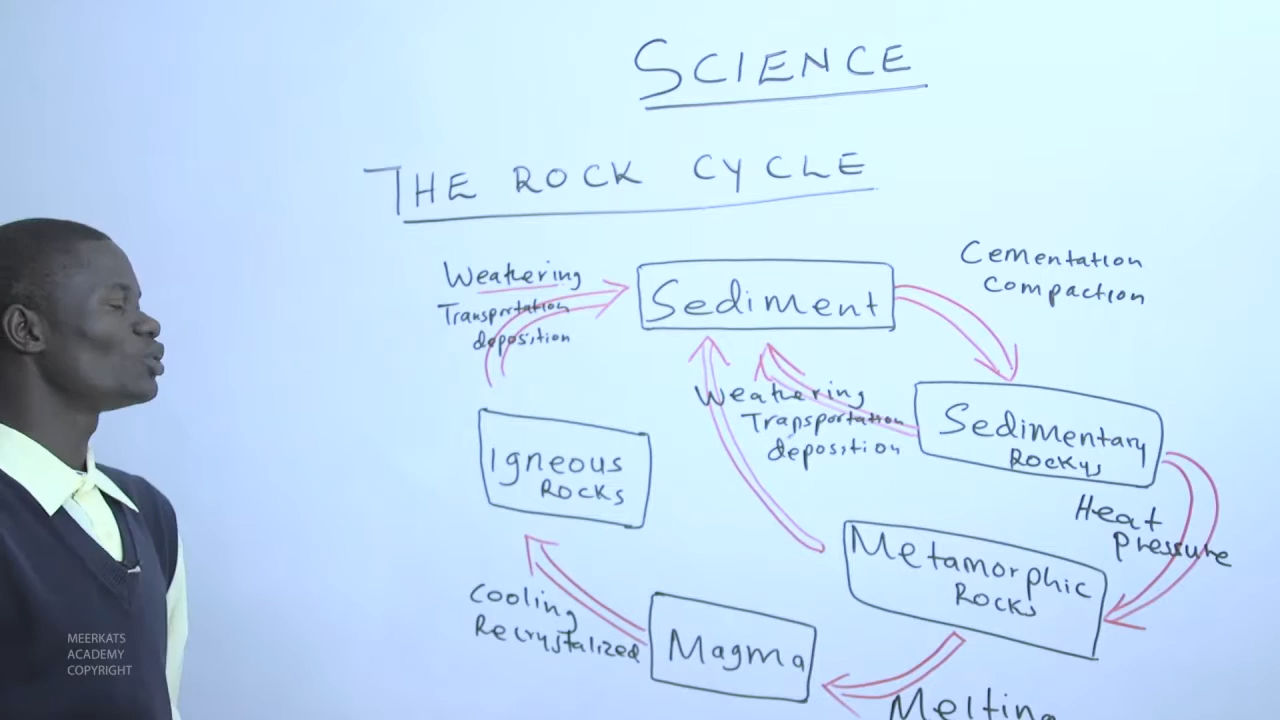 SCIENCE
THE ROCK CYCLE
Weathering
Transportation
deposition
Sediment
Cementation
compaction
Weathering
Transportation
deposition
Sedimentary
ROCKYs
Igneous
ROCKS
Heat
pressure
Metamorphic
ROCKS
Cooling
Recrystalized
Magma
Melting
MEERKATS
ACADEMY
COPYRIGHT